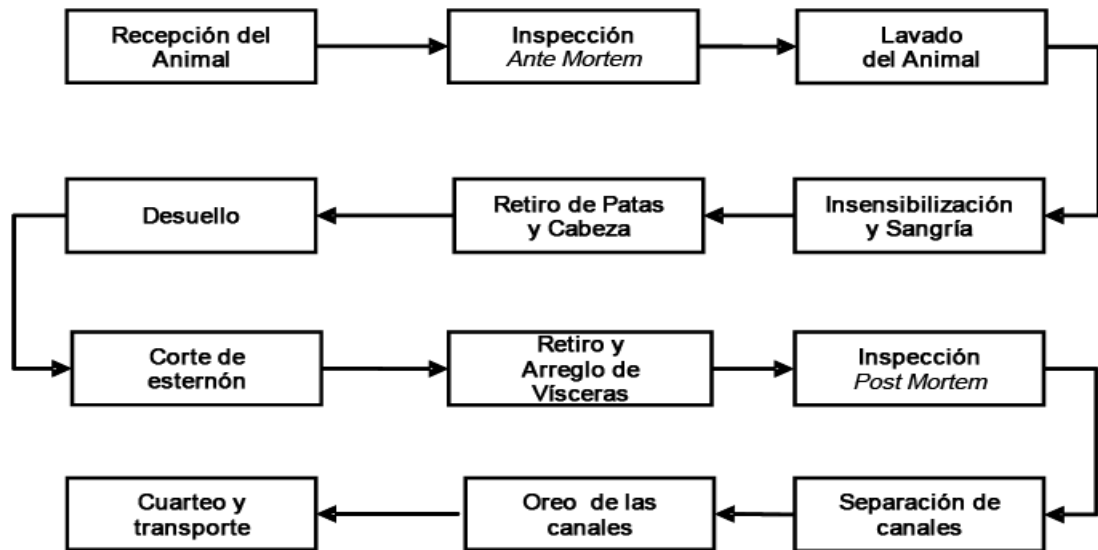 Recepción del
Animal
Inspección
Ante Mortem
Lavado
del Animal
Insensibilización
y Sangría
Retiro de Patas
y Cabeza
Desuello
Corte de
esternón
Retiro y
Arreglo de
Vísceras
Inspección
Post Mortem
Separación de
canales
Oreo de las
canales
Cuarteo y
transporte